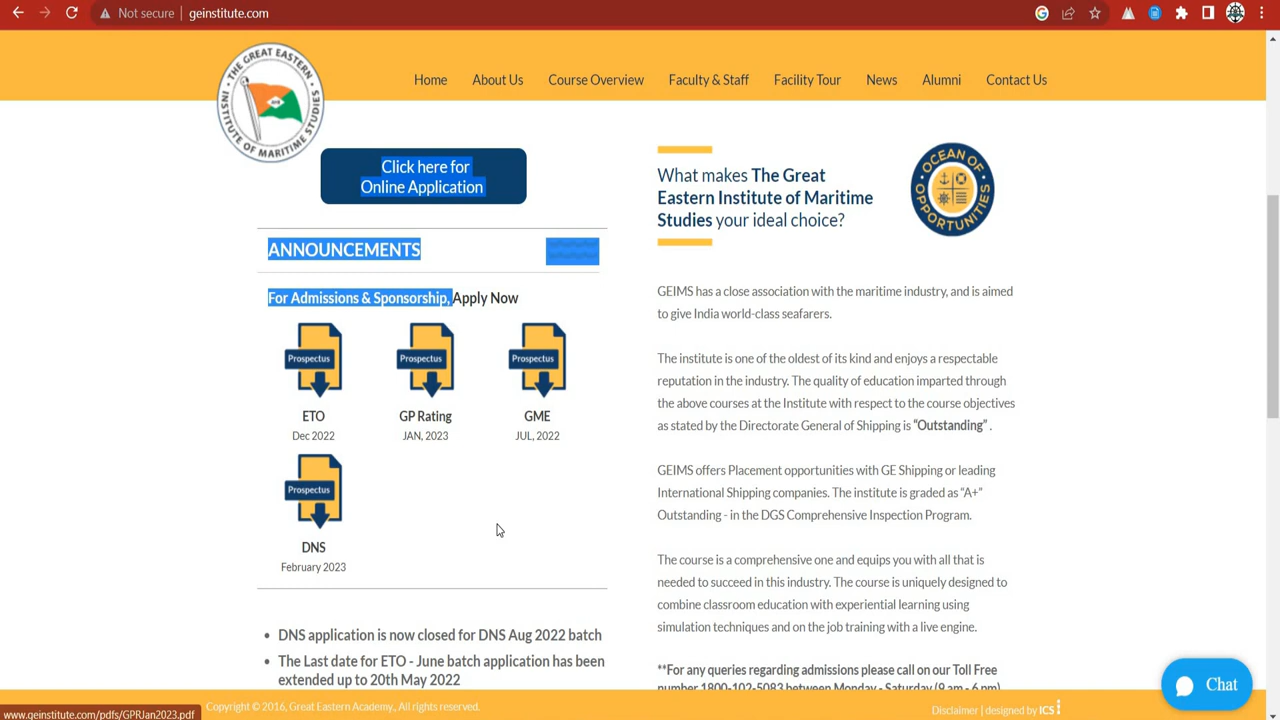 Not secure
geinstitute.com
THE GREAT EASTERN
INSTITUTE OF MARITIME STUDIES
Home
About Us
Course Overview
Faculty & Staff
Facility Tour
News
Alumni
Contact Us
Click here for
Online Application
ANNOUNCEMENTS
For Admissions & Sponsorship, Apply Now
Prospectus
Prospectus
Prospectus
ETO
GP Rating
GME
Dec 2022
JAN, 2023
JUL, 2022
Prospectus
DNS
February 2023
DNS application is now closed for DNS Aug 2022 batch
The Last date for ETO - June batch application has been
extended up to 20th May 2022
What makes The Great
Eastern Institute of Maritime
Studies your ideal choice?
OCEAN OF
OPPORTUNITIES
GEIMS has a close association with the maritime industry, and is aimed
to give India world-class seafarers.
The institute is one of the oldest of its kind and enjoys a respectable
reputation in the industry. The quality of education imparted through
the above courses at the Institute with respect to the course objectives
as stated by the Directorate General of Shipping is “Outstanding” .
GEIMS offers Placement opportunities with GE Shipping or leading
International Shipping companies. The institute is graded as “A+”
Outstanding - in the DGS Comprehensive Inspection Program.
The course is a comprehensive one and equips you with all that is
needed to succeed in this industry. The course is uniquely designed to
combine classroom education with experiential learning using
simulation techniques and on the job training with a live engine.
**For any queries regarding admissions please call on our Toll Free
number 1800-102-5083 between Monday - Saturday (9 am - 6 pm)
Chat
Copyright © 2016, Great Eastern Academy., All rights reserved.
Disclaimer | designed by ICS
www.geinstitute.com/pdfs/GPRJan2023.pdf